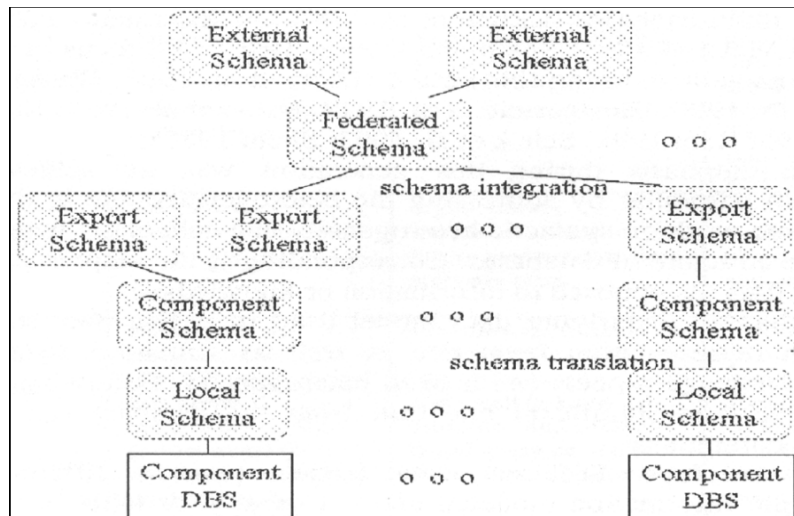 External
Schema
External
Schema
Federated
Schema
schema integration
Export
Schema
Export
Schema
Export
Schema
Component
Schema
Component
Schema
schema translation
Local
Schema
Local
Schema
Component
DBS
Component
DBS